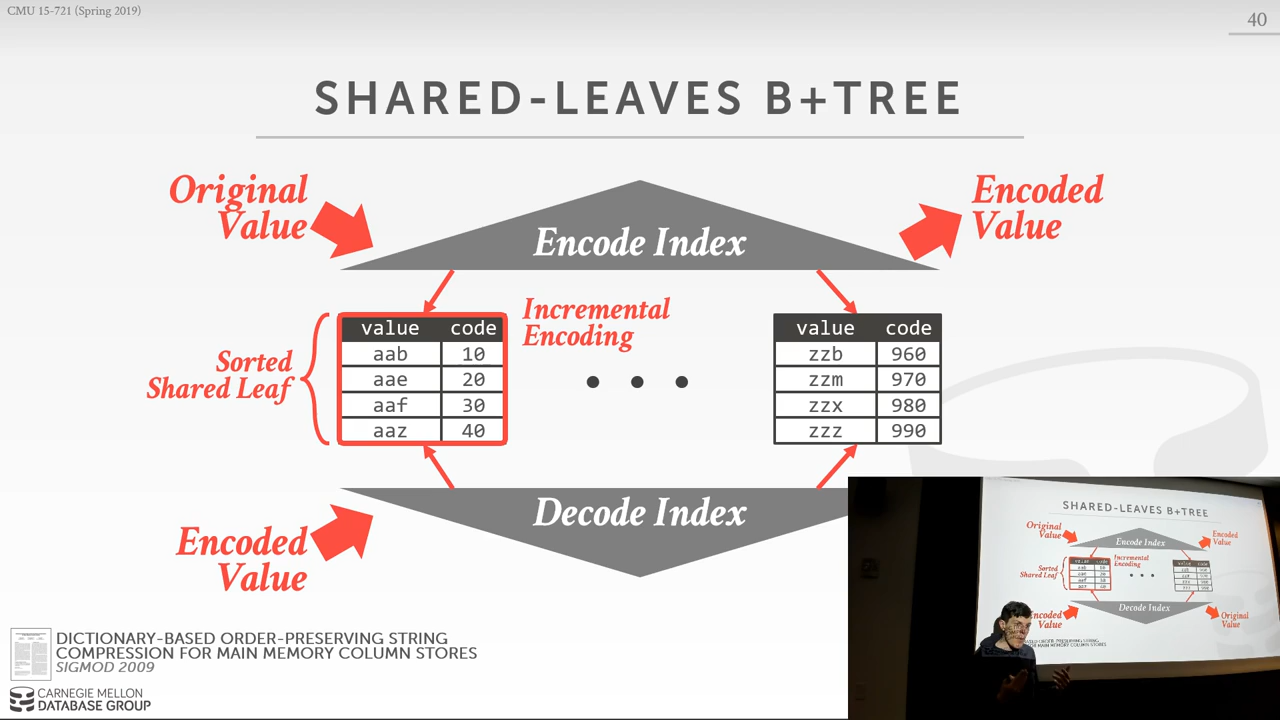 CMU 15-721 (Spring 2019)
40
SHARED-LEAVES B+TREE
Original
Value
Encoded
Value
Encode Index
Incremental
Encoding
Sorted
Shared Leaf
value code
aab 10
aae 20
aaf 30
aaz 40
value code
zzb 960
zzm 970
zzx 980
zzz 990
Decode Index
Encoded
Value
DICTIONARY-BASED ORDER-PRESERVING STRING
COMPRESSION FOR MAIN MEMORY COLUMN STORES
SIGMOD 2009
CARNEGIE MELLON
DATABASE GROUP
SHARED-LEAVES B+TREE
Original
Value
Encoded
Value
Encode Index
Incremental
Encoding
Sorted
Shared Leaf
value code
value code
Decode Index
Encoded
Value
Original
Value